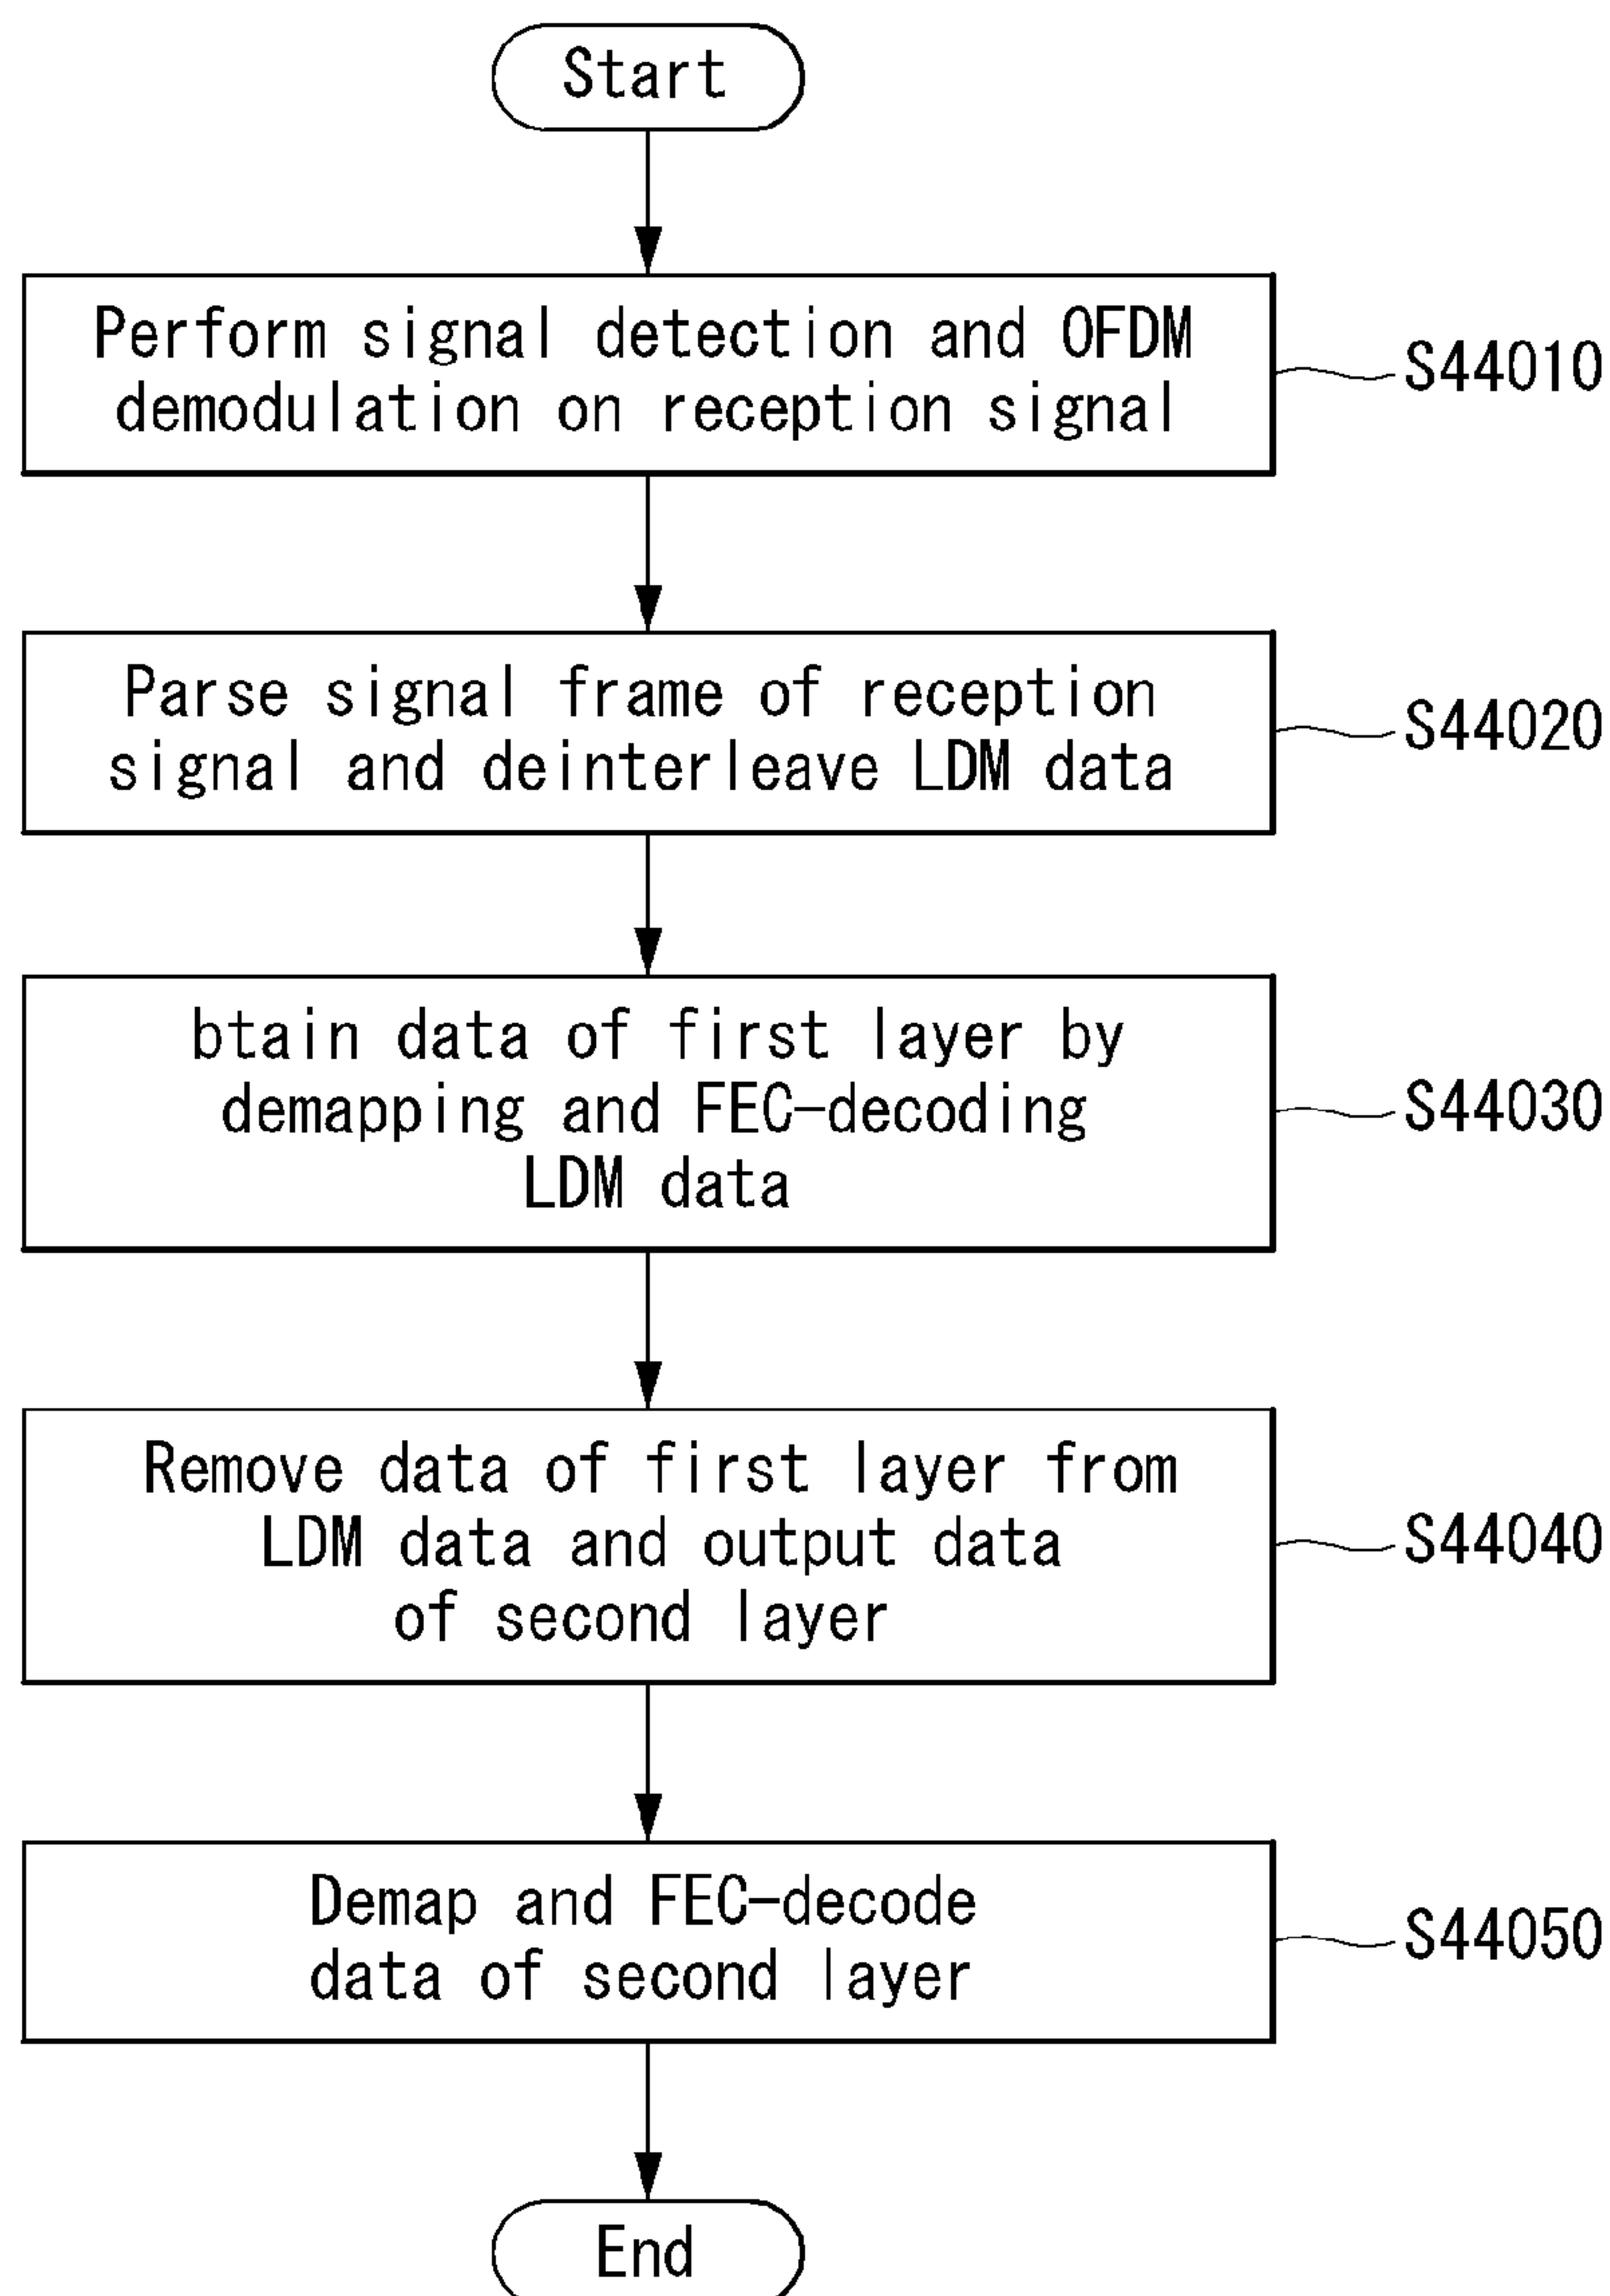 Start
Perform signal detection and OFDM
demodulation on reception signal
S44010
Parse signal frame of reception
signal and deinterleave LDM data
S44020
btain data of first layer by
demapping and FEC-decoding
LDM data
S44030
Remove data of first layer from
LDM data and output data
of second layer
S44040
Demap and FEC-decode
data of second layer
S44050
End